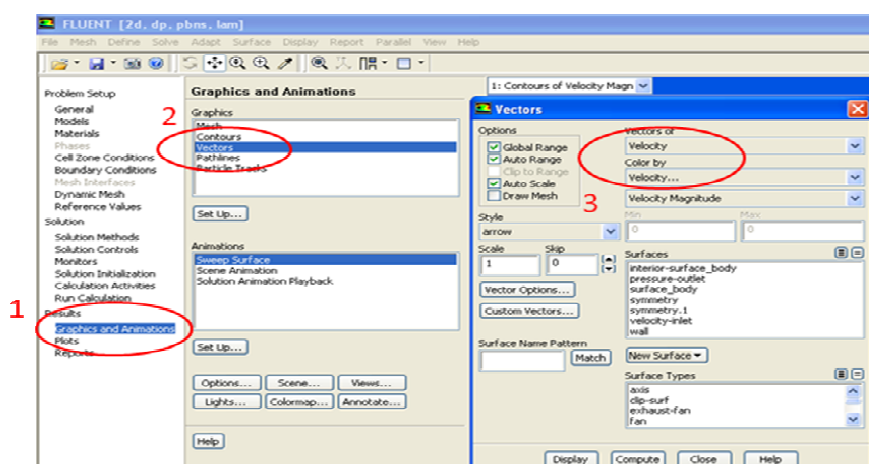 FLUENT [2d, dp, pbns, lam]
File Mesh Define Solve Adapt Surface Display Report Parallel View Help
Problem Setup
General
Models
Materials
Phases
Cell Zone Conditions
Boundary Conditions
Mesh Interfaces
Dynamic Mesh
Reference Values
Solution
Solution Methods
Solution Controls
Monitors
Solution Initialization
Calculation Activities
Run Calculation
Results
1
Graphics and Animations
Plots
Reports
Graphics and Animations
Graphics
2
Mesh
Contours
Vectors
Pathlines
Particle Tracks
Set Up...
Animations
Sweep Surface
Scene Animation
Solution Animation Playback
Set Up...
Options... Scene... Views...
Lights... Colormap... Annotate...
Help
1: Contours of Velocity Magn
Vectors
Options
Global Range
Auto Range
Clip to Range
Auto Scale
Draw Mesh
3
Style
arrow
Scale Skip
1 0
Vector Options...
Custom Vectors...
Surface Name Pattern
Match
Vectors of
Velocity
Color by
Velocity...
Velocity Magnitude
Min Max
0 0
Surfaces
interior-surface_body
pressure-outlet
surface_body
symmetry
symmetry.1
velocity-inlet
wall
New Surface
Surface Types
axis
clip-surf
exhaust-fan
fan
Display Compute Close Help